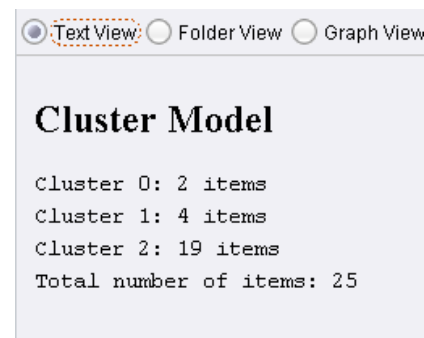 Text View Folder View Graph View
Cluster Model
Cluster 0: 2 items
Cluster 1: 4 items
Cluster 2: 19 items
Total number of items: 25